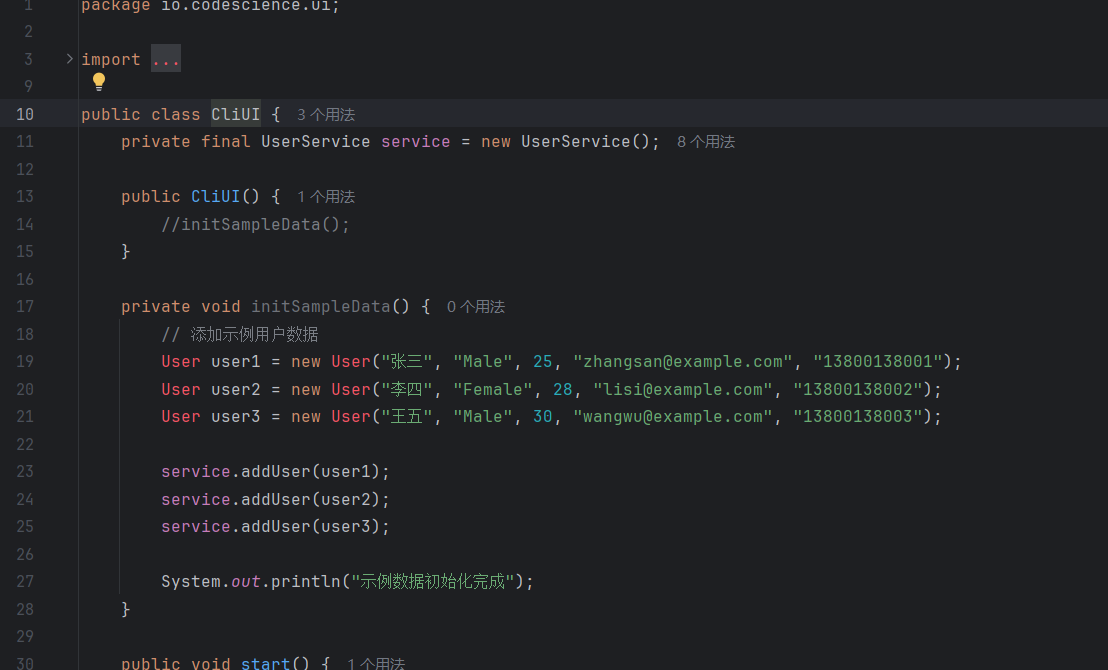 1 package io.codescience.ui;
2
3 import ...
9
10 public class CliUI { 3 个用法
11 private final UserService service = new UserService(); 8 个用法
12
13 public CliUI() { 1 个用法
14 //initSampleData();
15 }
16
17 private void initSampleData() { 0 个用法
18 // 添加示例用户数据
19 User user1 = new User("张三", "Male", 25, "zhangsan@example.com", "13800138001");
20 User user2 = new User("李四", "Female", 28, "lisi@example.com", "13800138002");
21 User user3 = new User("王五", "Male", 30, "wangwu@example.com", "13800138003");
22
23 service.addUser(user1);
24 service.addUser(user2);
25 service.addUser(user3);
26
27 System.out.println("示例数据初始化完成");
28 }
29
30 public void start() { 1 个用法